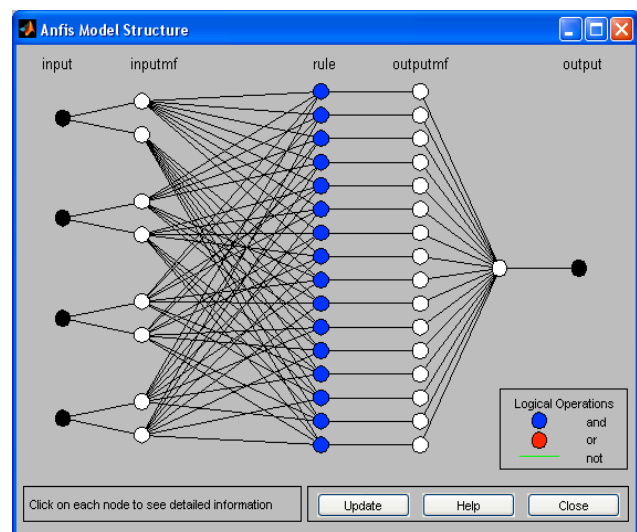 Anfis Model Structure
input inputmf rule outputmf output
Logical Operations
and
or
not
Click on each node to see detailed information
Update Help Close